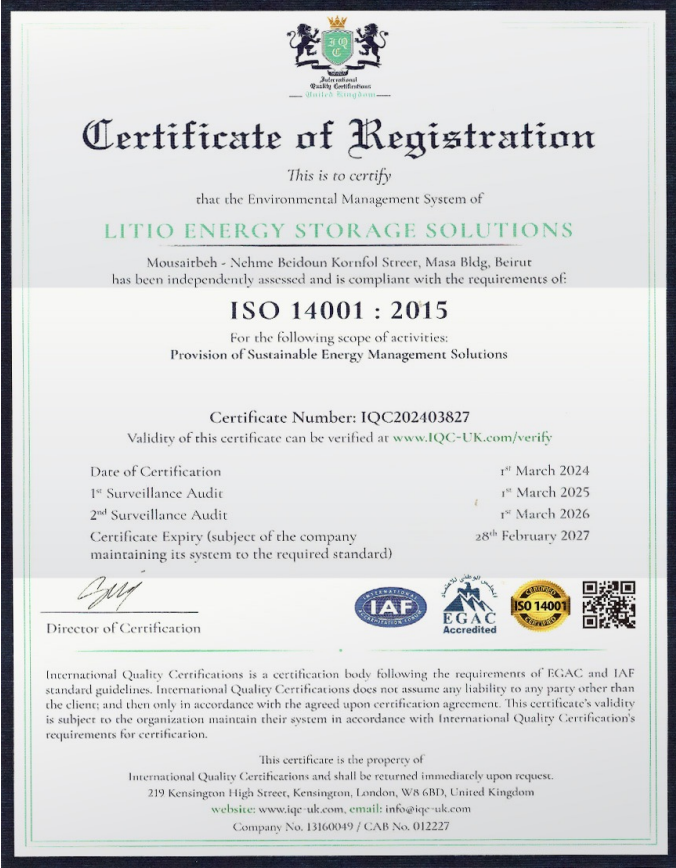 IQC
International
Quality Certifications
United Kingdom
Certificate of Registration
This is to certify
that the Environmental Management System of
LITIO ENERGY STORAGE SOLUTIONS
Mousaitbeh - Nehme Beidoun Kornfol Street, Masa Bldg, Beirut
has been independently assessed and is compliant with the requirements of:
ISO 14001 : 2015
For the following scope of activities:
Provision of Sustainable Energy Management Solutions
Certificate Number: IQC202403827
Validity of this certificate can be verified at www.IQC-UK.com/verify
Date of Certification 1st March 2024
1st Surveillance Audit 1st March 2025
2nd Surveillance Audit 1st March 2026
Certificate Expiry (subject of the company 28th February 2027
maintaining its system to the required standard)
Director of Certification
INTERNATIONAL
IAF
ACCREDITATION FORUM
المجلس الوطني للاعتماد
EGAC
Accredited
CERTIFIED
ISO 14001
CERTIFIED
International Quality Certifications is a certification body following the requirements of EGAC and IAF
standard guidelines. International Quality Certifications does not assume any liability to any party other than
the client; and then only in accordance with the agreed upon certification agreement. This certificate's validity
is subject to the organization maintain their system in accordance with International Quality Certification's
requirements for certification.
This certificate is the property of
International Quality Certifications and shall be returned immediately upon request.
219 Kensington High Street, Kensington, London, W8 6BD, United Kingdom
website: www.iqc-uk.com, email: info@iqc-uk.com
Company No. 13160049 / CAB No. 012227